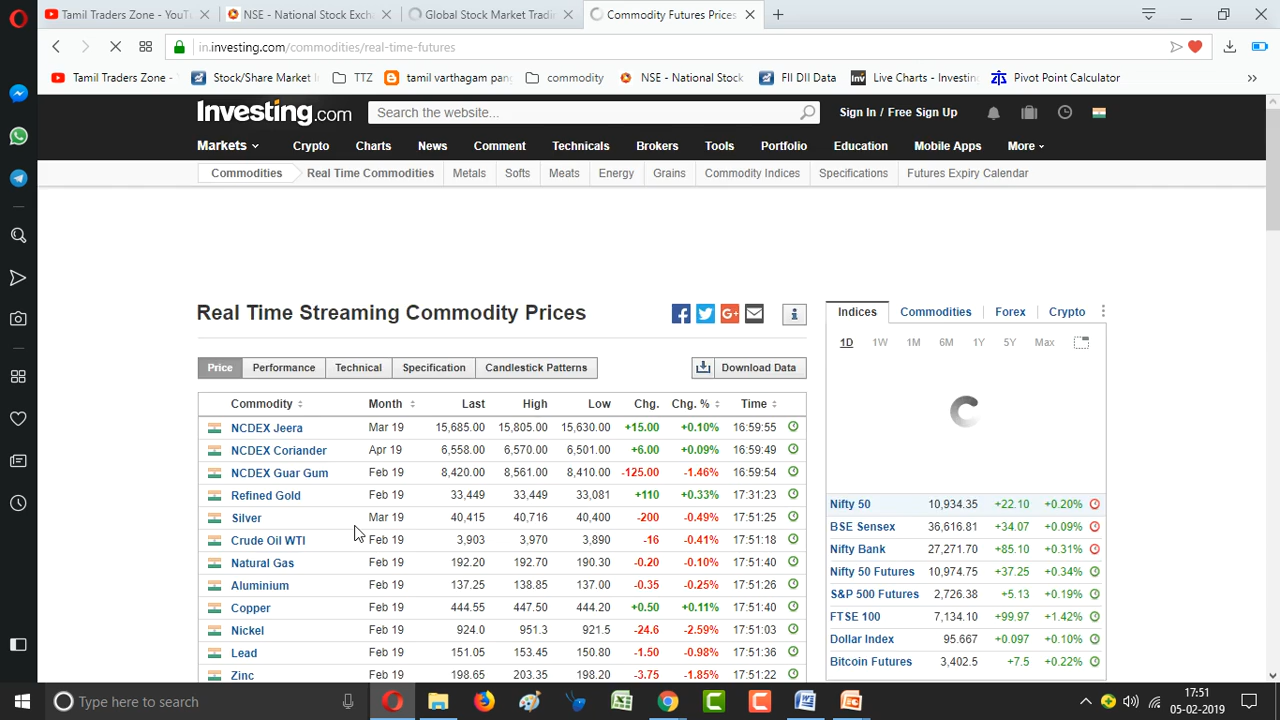 Tamil Traders Zone - YouT
NSE - National Stock Exch
Global Stock Market Tradi
Commodity Futures Prices
in.investing.com/commodities/real-time-futures
Tamil Traders Zone - Y
Stock/Share Market I
TTZ
tamil varthagam pan
commodity
NSE - National Stock
FII DII Data
Live Charts - Investin
Pivot Point Calculator
Investing.com
Search the website...
Sign In / Free Sign Up
Markets Crypto Charts News Comment Technicals Brokers Tools Portfolio Education Mobile Apps More
Commodities Real Time Commodities Metals Softs Meats Energy Grains Commodity Indices Specifications Futures Expiry Calendar
Real Time Streaming Commodity Prices
Price Performance Technical Specification Candlestick Patterns Download Data
Commodity Month Last High Low Chg. Chg. % Time
NCDEX Jeera Mar 19 15,685.00 15,805.00 15,630.00 +15.00 +0.10% 16:59:55
NCDEX Coriander Apr 19 6,558.00 6,570.00 6,501.00 +6.00 +0.09% 16:59:49
NCDEX Guar Gum Feb 19 8,420.00 8,561.00 8,410.00 -125.00 -1.46% 16:59:54
Refined Gold Feb 19 33,449 33,449 33,081 +110 +0.33% 17:31:23
Silver Mar 19 40,415 40,716 40,400 -200 -0.49% 17:51:25
Crude Oil WTI Feb 19 3,903 3,970 3,890 -16 -0.41% 17:51:18
Natural Gas Feb 19 192.20 192.70 190.30 -0.20 -0.10% 17:51:40
Aluminium Feb 19 137.25 138.85 137.00 -0.35 -0.25% 17:51:26
Copper Feb 19 444.55 447.50 444.20 +0.50 +0.11% 17:51:40
Nickel Feb 19 924.0 951.3 921.5 -24.6 -2.59% 17:51:03
Lead Feb 19 151.05 153.45 150.80 -1.50 -0.98% 17:51:36
Zinc Feb 19 198.65 203.35 198.20 -3.75 -1.85% 17:51:22
Indices Commodities Forex Crypto
1D 1W 1M 6M 1Y 5Y Max
Nifty 50 10,934.35 +22.10 +0.20%
BSE Sensex 36,616.81 +34.07 +0.09%
Nifty Bank 27,271.70 +85.10 +0.31%
Nifty 50 Futures 10,974.75 +37.25 +0.34%
S&P 500 Futures 2,726.38 +5.13 +0.19%
FTSE 100 7,134.10 +99.97 +1.42%
Dollar Index 95.667 +0.097 +0.10%
Bitcoin Futures 3,402.5 +7.5 +0.22%
Type here to search
17:51
05-02-2019